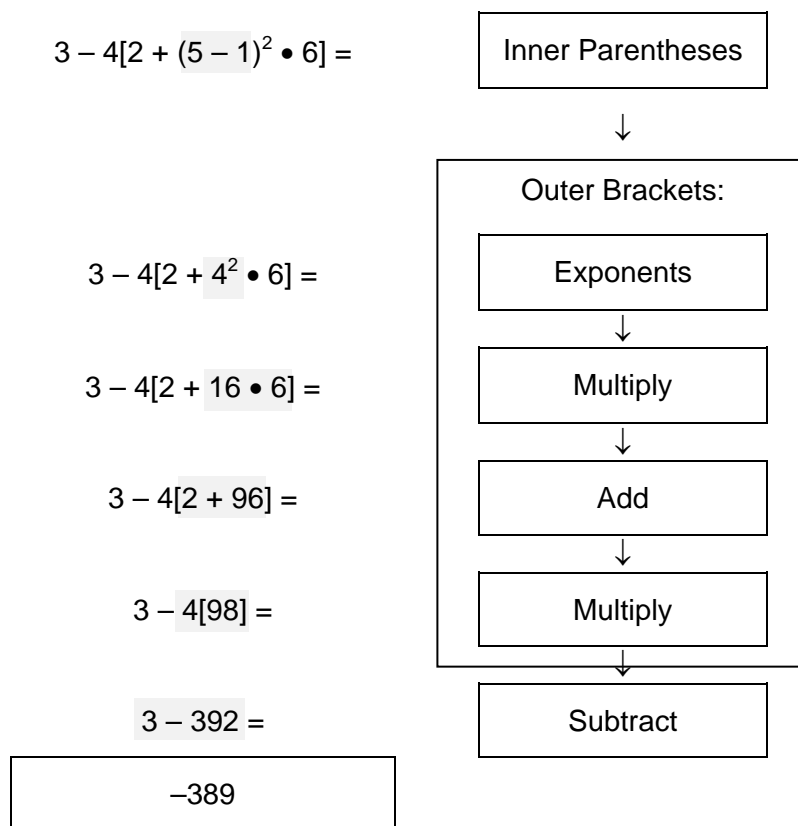 3 – 4[2 + (5 – 1)² • 6] =
Inner Parentheses
↓
Outer Brackets:
3 – 4[2 + 4² • 6] =
Exponents
↓
3 – 4[2 + 16 • 6] =
Multiply
↓
3 – 4[2 + 96] =
Add
↓
3 – 4[98] =
Multiply
↓
3 – 392 =
Subtract
–389